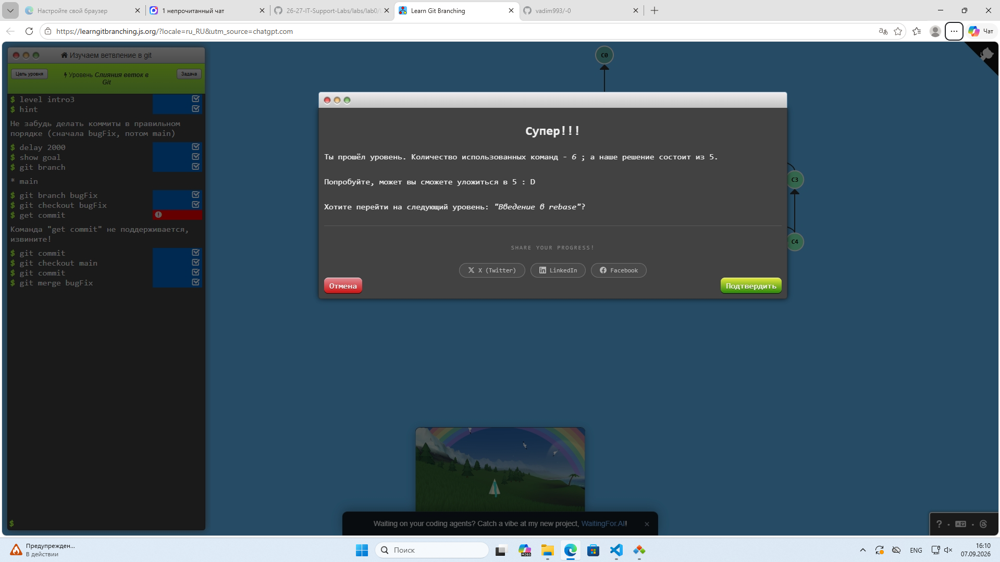 Настройте свой браузер
1 непрочитанный чат
26-27-IT-Support-Labs/labs/lab0/
Learn Git Branching
vadim993/-0
https://learngitbranching.js.org/?locale=ru_RU&utm_source=chatgpt.com
Чат
Изучаем ветвление в git
Цель уровня
Уровень Слияния веток в
Git
Задача
$ level intro3
$ hint
Не забудь делать коммиты в правильном
порядке (сначала bugFix, потом main)
$ delay 2000
$ show goal
$ git branch
* main
$ git branch bugFix
$ git checkout bugFix
$ get commit
Команда "get commit" не поддерживается,
извините!
$ git commit
$ git checkout main
$ git commit
$ git merge bugFix
$
C0
C3
C4
Супер!!!
Ты прошёл уровень. Количество использованных команд - 6 ; а наше решение состоит из 5.
Попробуйте, может вы сможете уложиться в 5 : D
Хотите перейти на следующий уровень: "Введение в rebase"?
SHARE YOUR PROGRESS!
X (Twitter)
LinkedIn
Facebook
Отмена
Подтвердить
Waiting on your coding agents? Catch a vibe at my new project, WaitingFor.AI!
Предупрежден...
В действии
Поиск
M365
ENG
16:10
07.09.2026